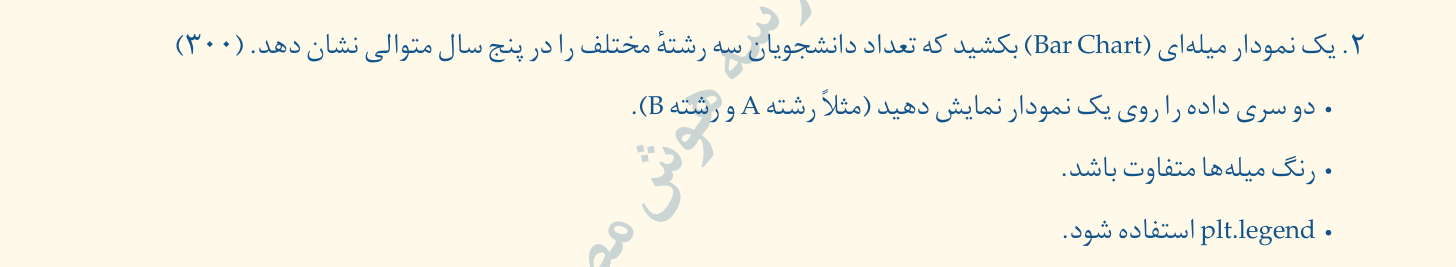 ۲. یک نمودار میله‌ای (Bar Chart) بکشید که تعداد دانشجویان سه رشتهٔ مختلف را در پنج سال متوالی نشان دهد. (۳۰۰)
• دو سری داده را روی یک نمودار نمایش دهید (مثلاً رشته A و رشته B).
• رنگ میله‌ها متفاوت باشد.
• plt.legend استفاده شود.
هوش